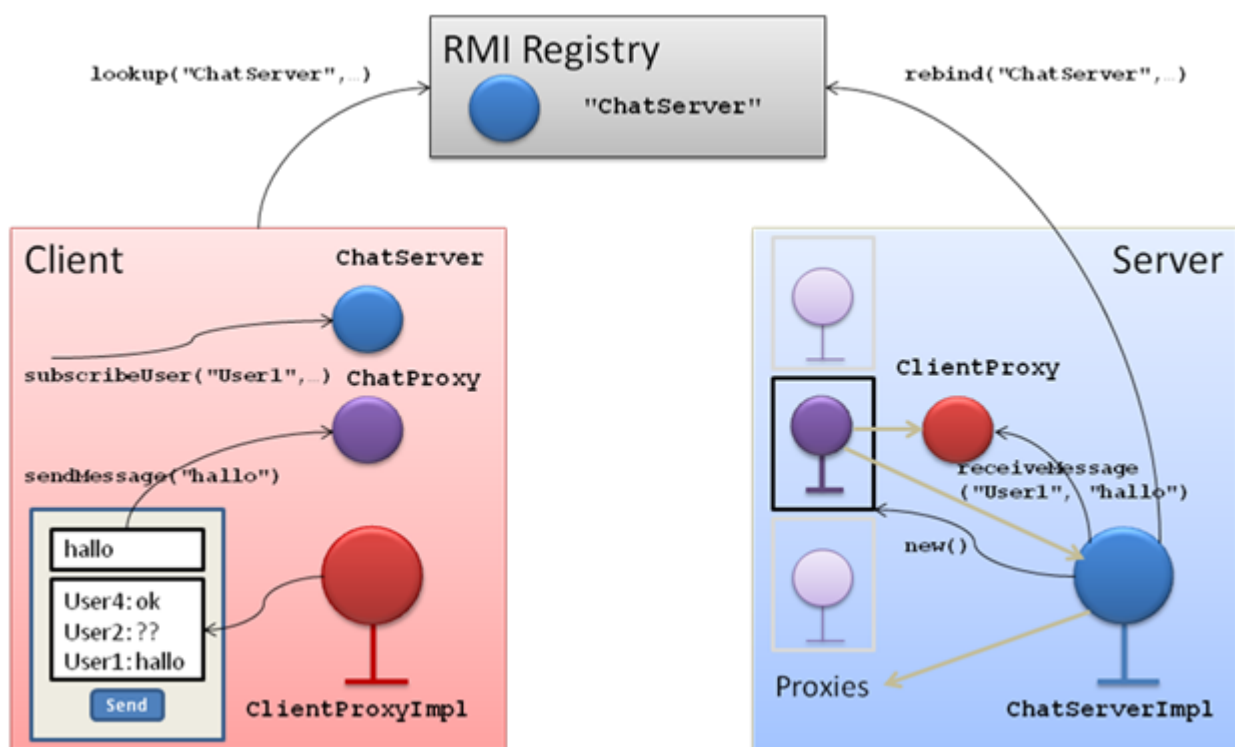 RMI Registry
"ChatServer"
lookup("ChatServer",…)
rebind("ChatServer",…)
Client
ChatServer
subscribeUser("User1",…)
ChatProxy
sendMessage("hallo")
hallo
User4: ok
User2: ??
User1: hallo
Send
ClientProxyImpl
Server
ClientProxy
receiveMessage
("User1", "hallo")
new()
Proxies
ChatServerImpl